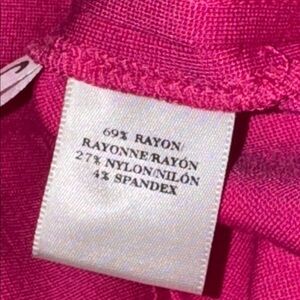 69% RAYON/
RAYONNE/RAYÓN
27% NYLON/NILÓN
4% SPANDEX